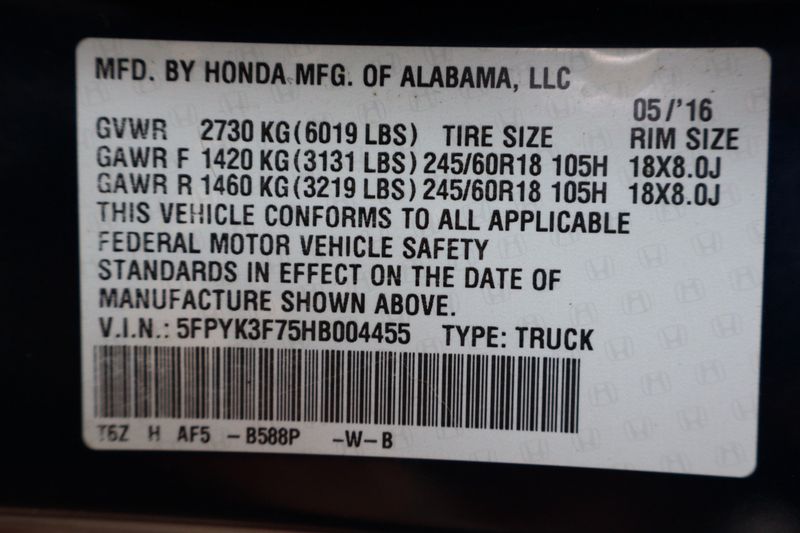 MFD. BY HONDA MFG. OF ALABAMA, LLC
05/'16
GVWR 2730 KG(6019 LBS) TIRE SIZE RIM SIZE
GAWR F 1420 KG(3131 LBS) 245/60R18 105H 18X8.0J
GAWR R 1460 KG(3219 LBS) 245/60R18 105H 18X8.0J
THIS VEHICLE CONFORMS TO ALL APPLICABLE
FEDERAL MOTOR VEHICLE SAFETY
STANDARDS IN EFFECT ON THE DATE OF
MANUFACTURE SHOWN ABOVE.
V.I.N.: 5FPYK3F75HB004455 TYPE: TRUCK
T6Z H AF5 -B588P -W-B